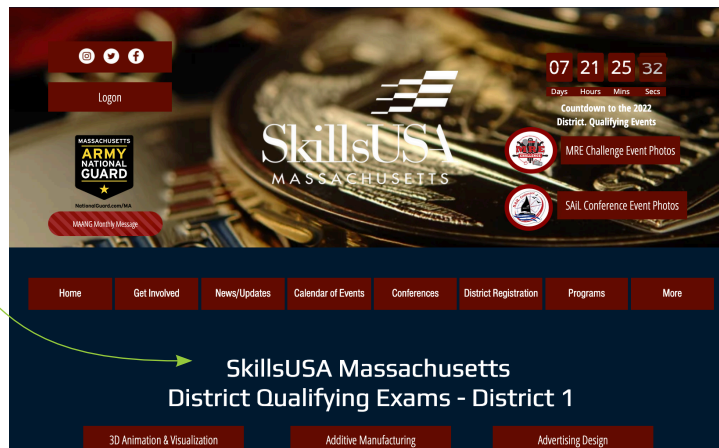 Logon
MASSACHUSETTS
ARMY
NATIONAL
GUARD
NationalGuard.com/MA
MAANG Monthly Message
SkillsUSA
MASSACHUSETTS
07 21 25 32
Days Hours Mins Secs
Countdown to the 2022
District. Qualifying Events
MRE
MRE Challenge Event Photos
SAiL Conference Event Photos
Home Get Involved News/Updates Calendar of Events Conferences District Registration Programs More
SkillsUSA Massachusetts
District Qualifying Exams - District 1
3D Animation & Visualization Additive Manufacturing Advertising Design